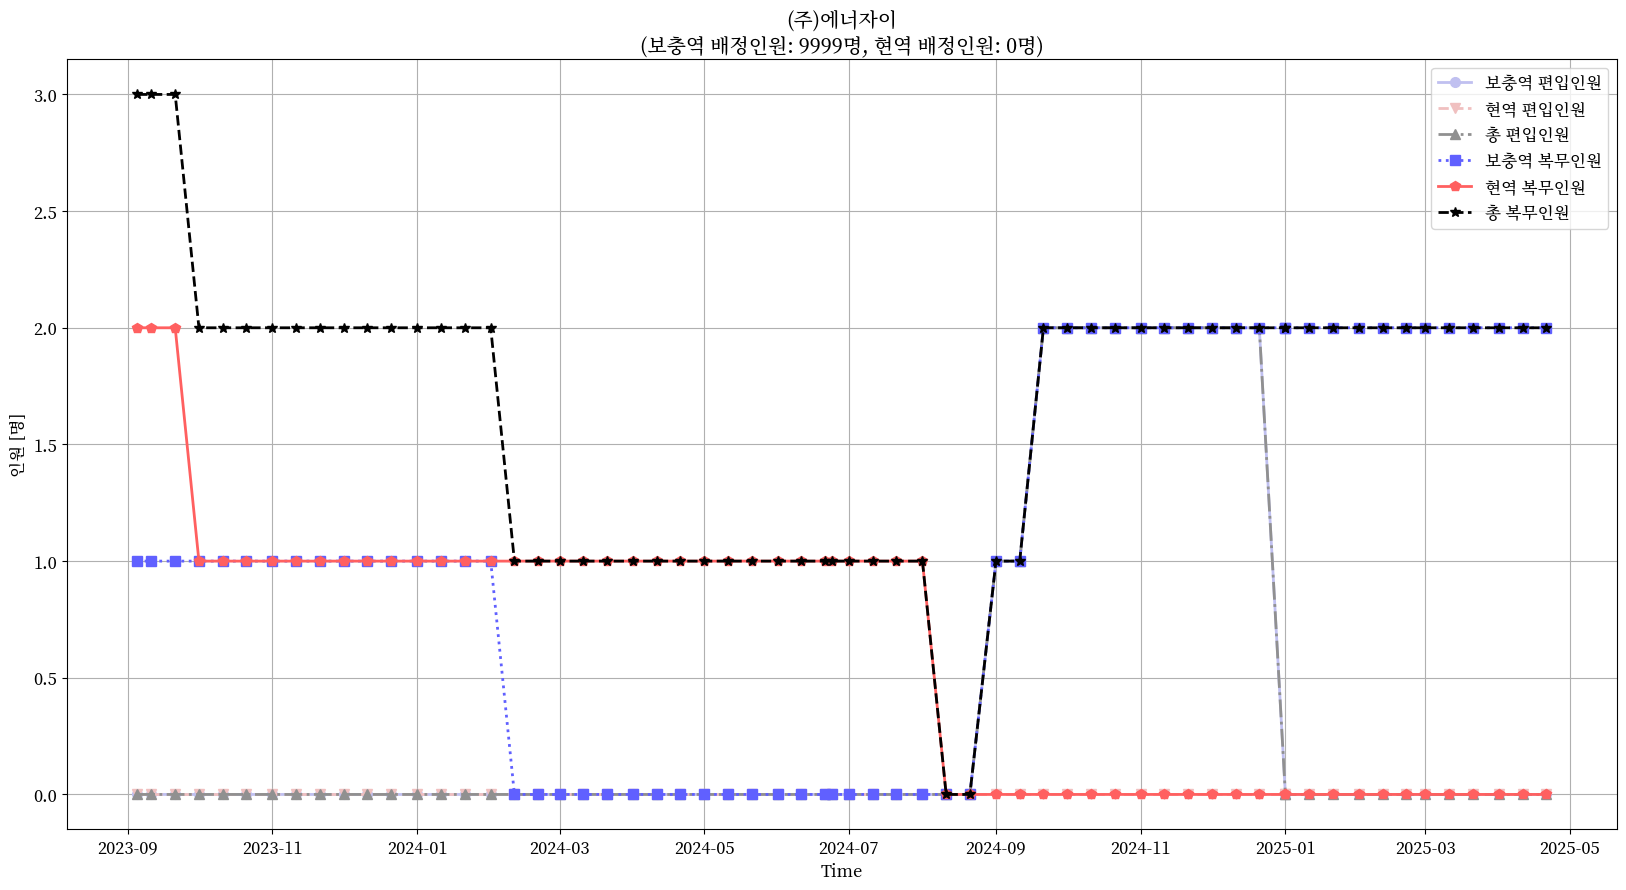 (주)에너자이
(보충역 배정인원: 9999명, 현역 배정인원: 0명)
보충역 편입인원
현역 편입인원
총 편입인원
보충역 복무인원
현역 복무인원
총 복무인원
3.0
2.5
2.0
1.5
1.0
0.5
0.0
인원 [명]
2023-09
2023-11
2024-01
2024-03
2024-05
2024-07
2024-09
2024-11
2025-01
2025-03
2025-05
Time